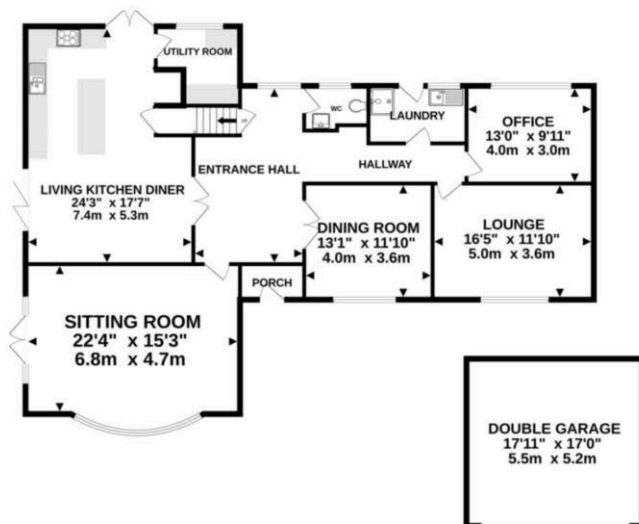 UTILITY ROOM
WC
LAUNDRY
OFFICE
13'0" x 9'11"
4.0m x 3.0m
ENTRANCE HALL
HALLWAY
LIVING KITCHEN DINER
24'3" x 17'7"
7.4m x 5.3m
DINING ROOM
13'1" x 11'10"
4.0m x 3.6m
LOUNGE
16'5" x 11'10"
5.0m x 3.6m
PORCH
SITTING ROOM
22'4" x 15'3"
6.8m x 4.7m
DOUBLE GARAGE
17'11" x 17'0"
5.5m x 5.2m